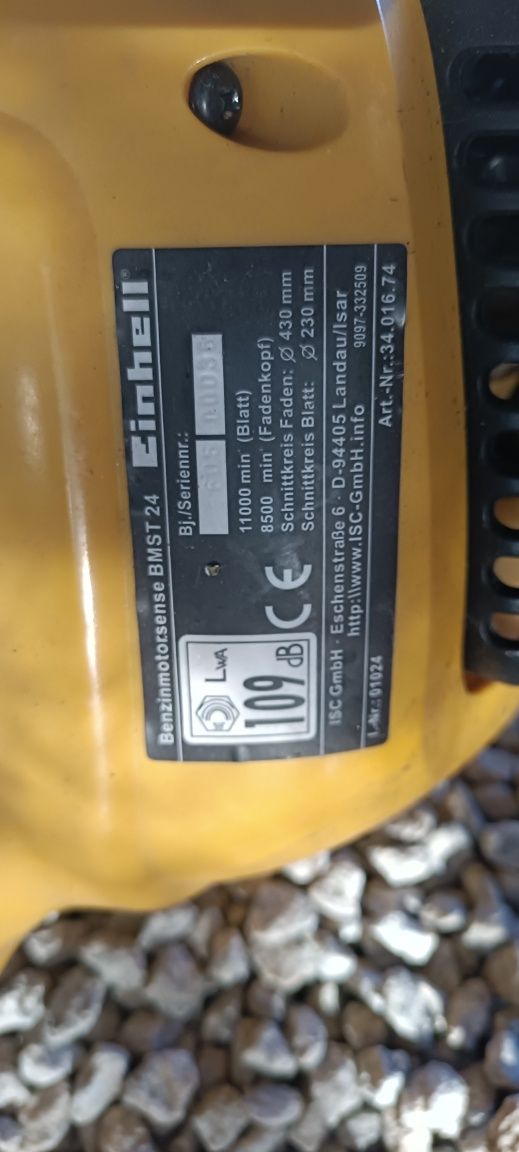 Benzinmotorsense BMST 24 Einhell®
Bj./Seriennr.:
11000 min⁻ (Blatt)
8500 min⁻ (Fadenkopf)
Schnittkreis Faden: Ø 430 mm
Schnittkreis Blatt: Ø 230 mm
LWA
109 dB
CE
ISC GmbH · Eschenstraße 6 · D-94405 Landau/Isar
http:\\www.ISC-GmbH.info 9097-332509
I.-Nr.: 01024 Art.-Nr.:34.016.74